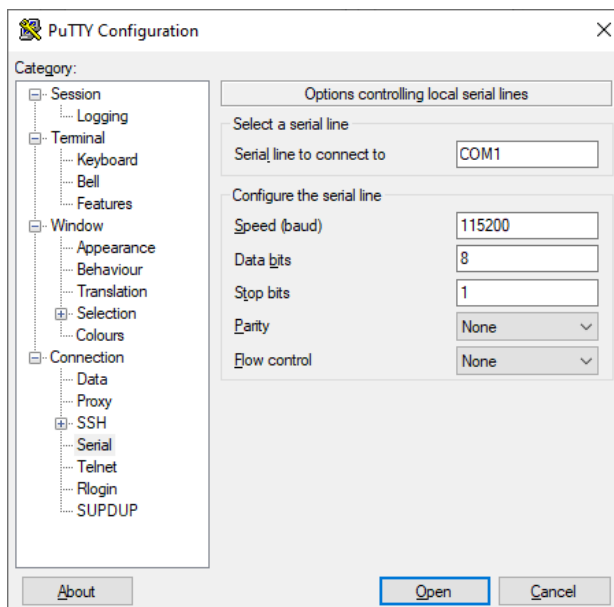 PuTTY Configuration
Category:
Session
Logging
Terminal
Keyboard
Bell
Features
Window
Appearance
Behaviour
Translation
Selection
Colours
Connection
Data
Proxy
SSH
Serial
Telnet
Rlogin
SUPDUP
Options controlling local serial lines
Select a serial line
Serial line to connect to COM1
Configure the serial line
Speed (baud) 115200
Data bits 8
Stop bits 1
Parity None
Flow control None
About Open Cancel